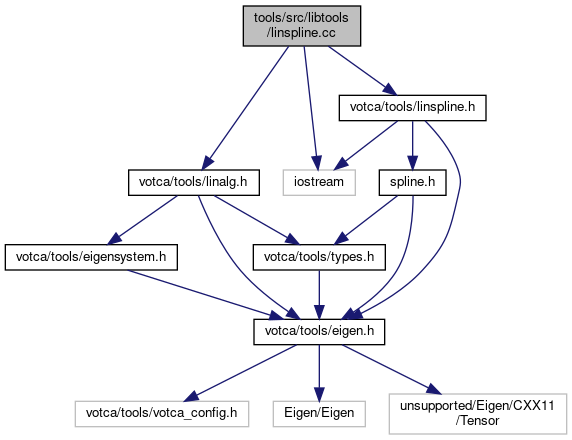 tools/src/libtools
/linspline.cc
votca/tools/linspline.h
votca/tools/linalg.h
iostream
spline.h
votca/tools/eigensystem.h
votca/tools/types.h
votca/tools/eigen.h
votca/tools/votca_config.h
Eigen/Eigen
unsupported/Eigen/CXX11
/Tensor